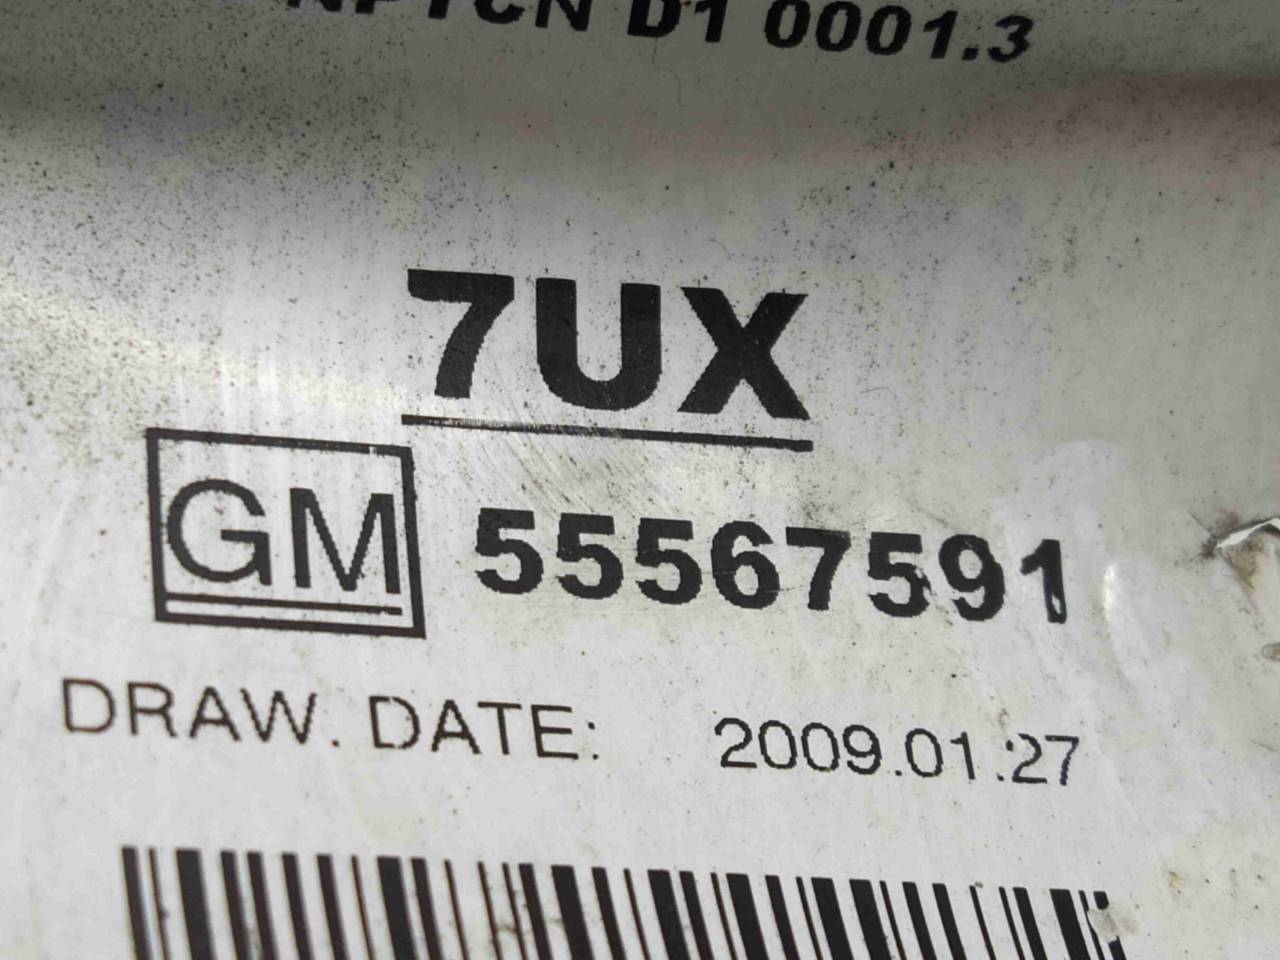 D1 0001.3
7UX
GM 55567591
DRAW. DATE: 2009.01.27